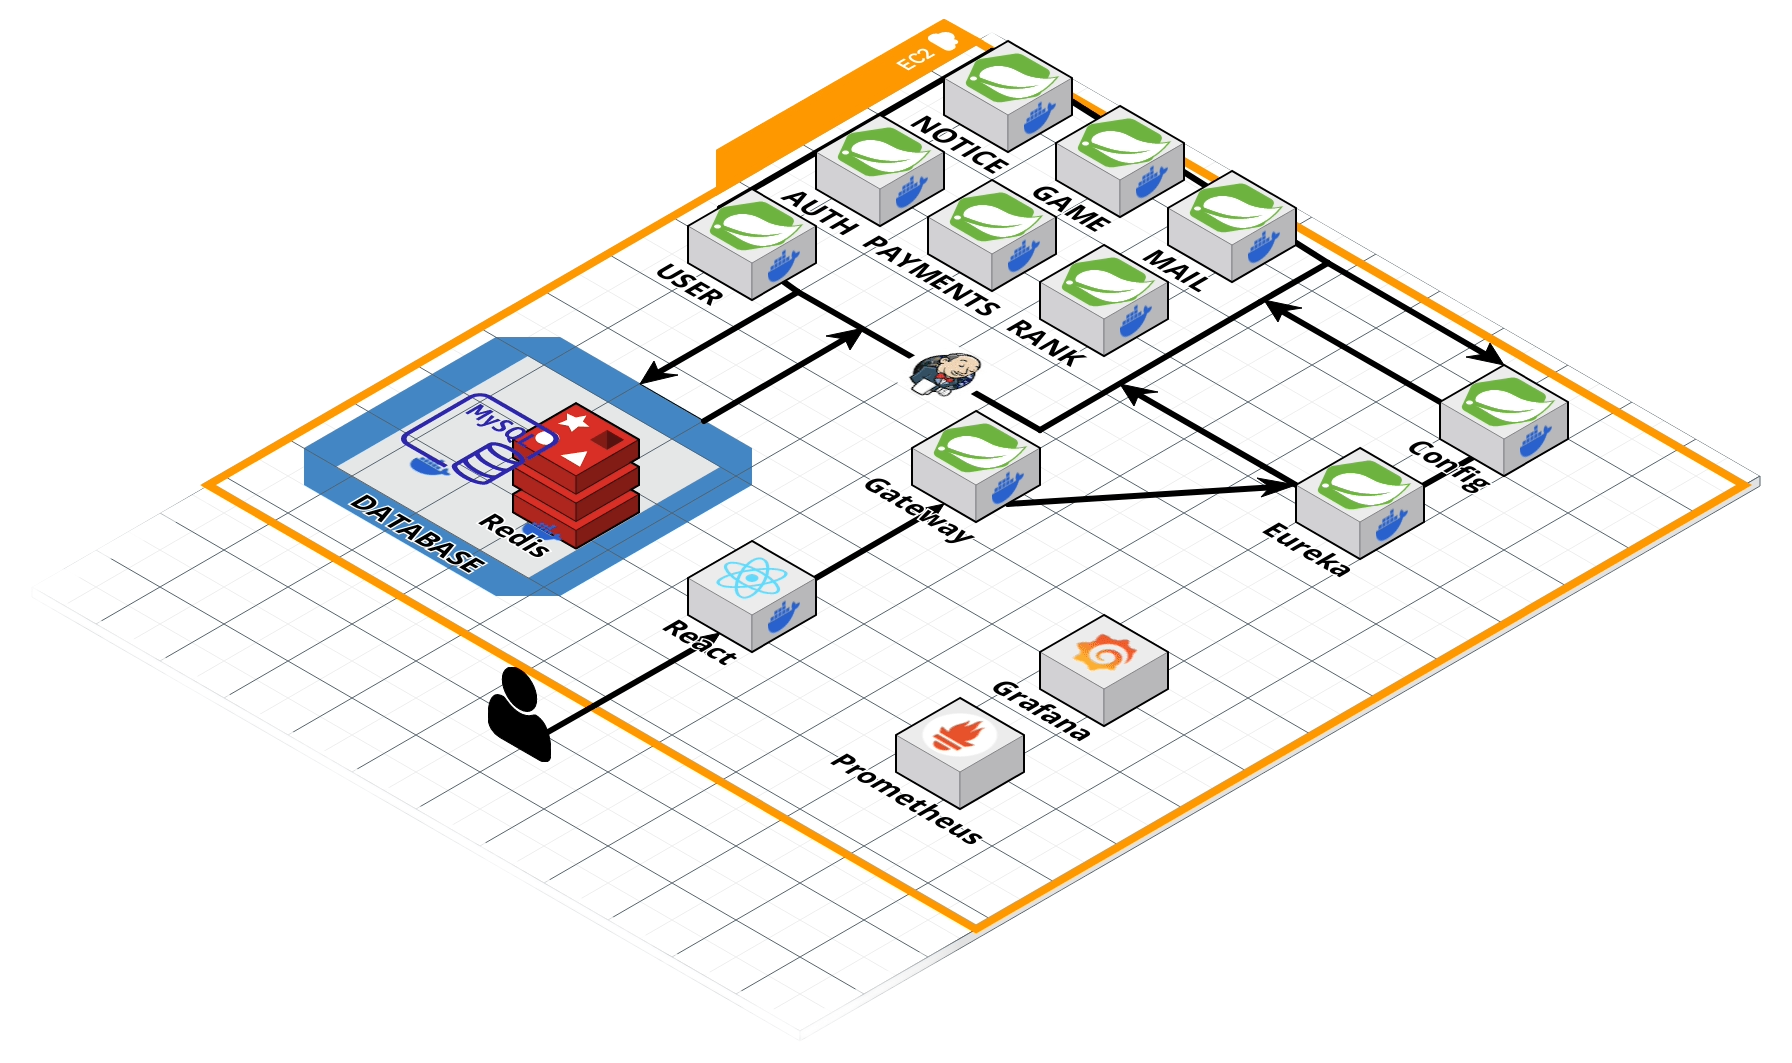 EC2
NOTICE
GAME
AUTH
PAYMENTS
MAIL
USER
RANK
MySQL
DATABASE
Redis
Gateway
Config
Eureka
React
Grafana
Prometheus